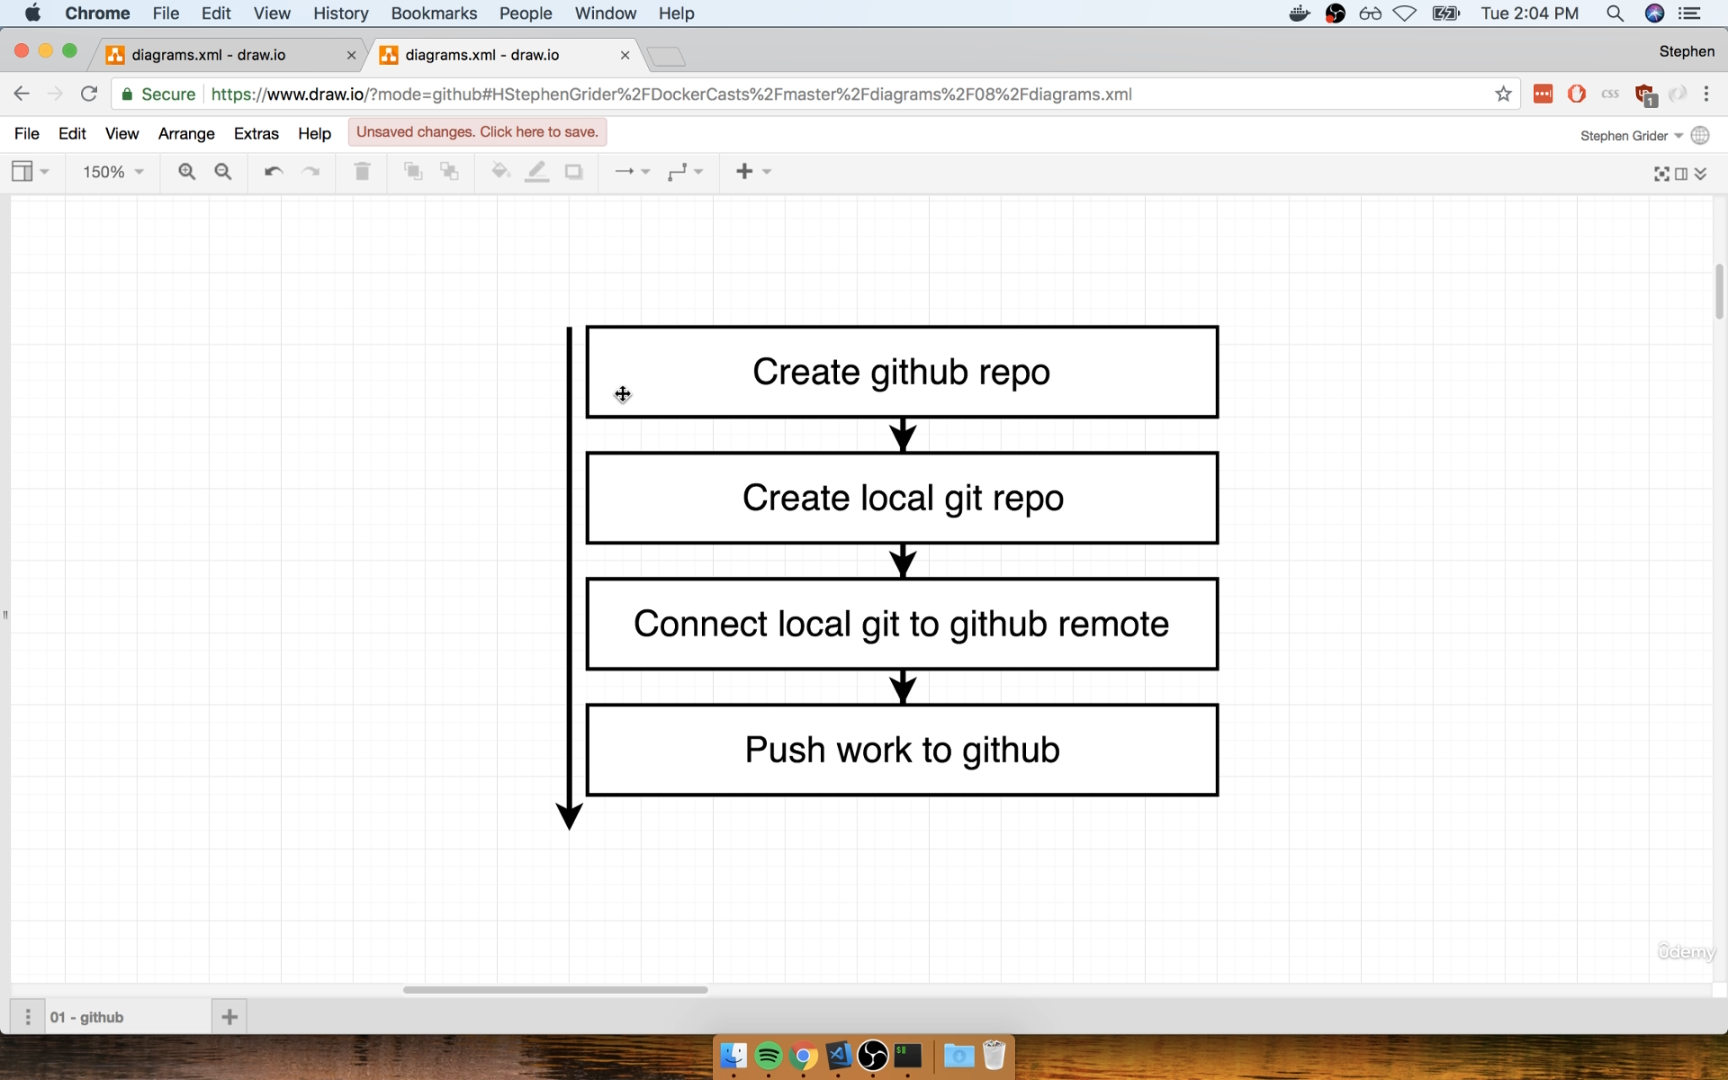 Chrome File Edit View History Bookmarks People Window Help Tue 2:04 PM
diagrams.xml - draw.io diagrams.xml - draw.io Stephen
Secure https://www.draw.io/?mode=github#HStephenGrider%2FDockerCasts%2Fmaster%2Fdiagrams%2F08%2Fdiagrams.xml CSS 1
File Edit View Arrange Extras Help Unsaved changes. Click here to save. Stephen Grider
150%
Create github repo
Create local git repo
Connect local git to github remote
Push work to github
ûdemy
01 - github